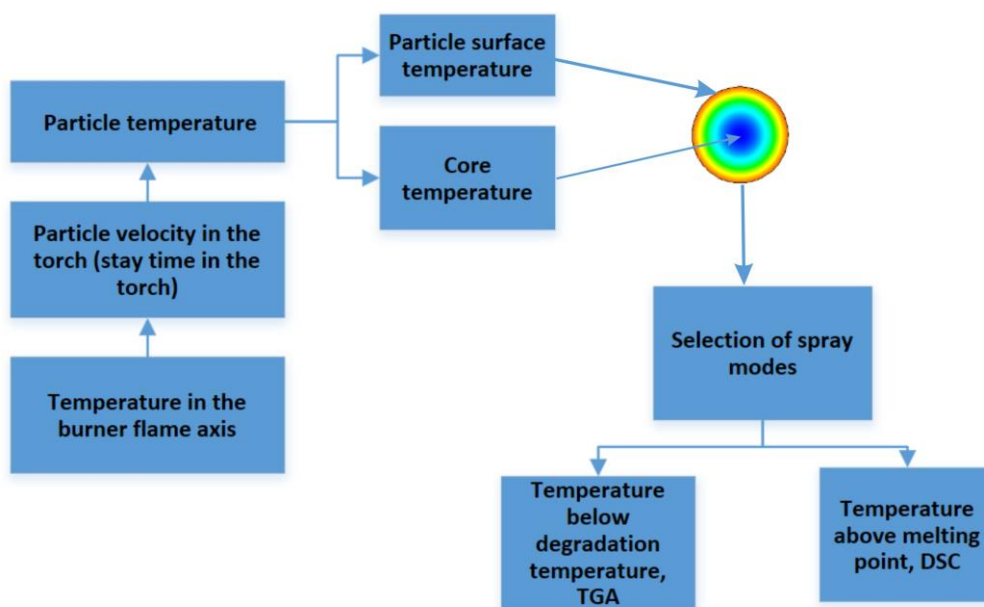 Particle surface
temperature
Particle temperature
Core
temperature
Particle velocity in the
torch (stay time in the
torch)
Temperature in the
burner flame axis
Selection of spray
modes
Temperature
below
degradation
temperature,
TGA
Temperature
above melting
point, DSC